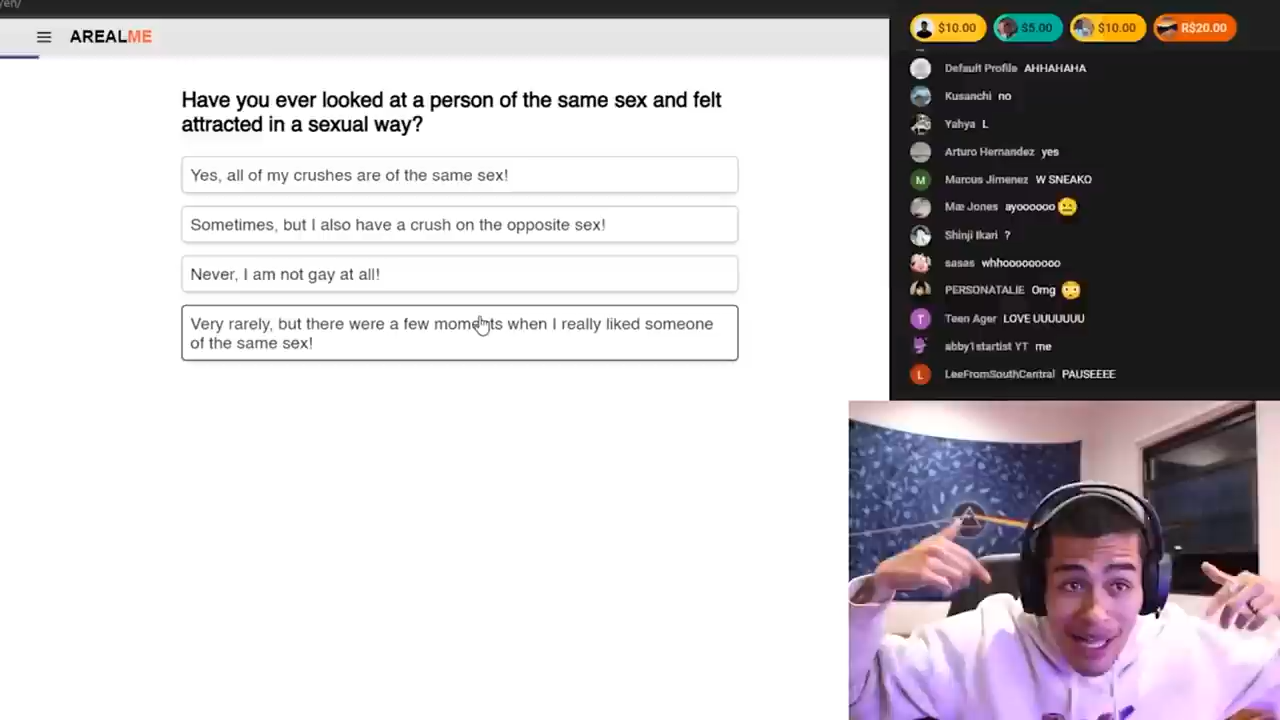 AREALME
Have you ever looked at a person of the same sex and felt
attracted in a sexual way?
Yes, all of my crushes are of the same sex!
Sometimes, but I also have a crush on the opposite sex!
Never, I am not gay at all!
Very rarely, but there were a few moments when I really liked someone
of the same sex!
$10.00 $5.00 $10.00 R$20.00
Default Profile AHHAHAHA
Kusanchi no
Yahya L
Arturo Hernandez yes
M Marcus Jimenez W SNEAKO
Mæ Jones ayoooooo
Shinji Ikari ?
sasas whhooooooooo
PERSONATALIE Omg
T Teen Ager LOVE UUUUUU
abby1startist YT me
L LeeFromSouthCentral PAUSEEEE